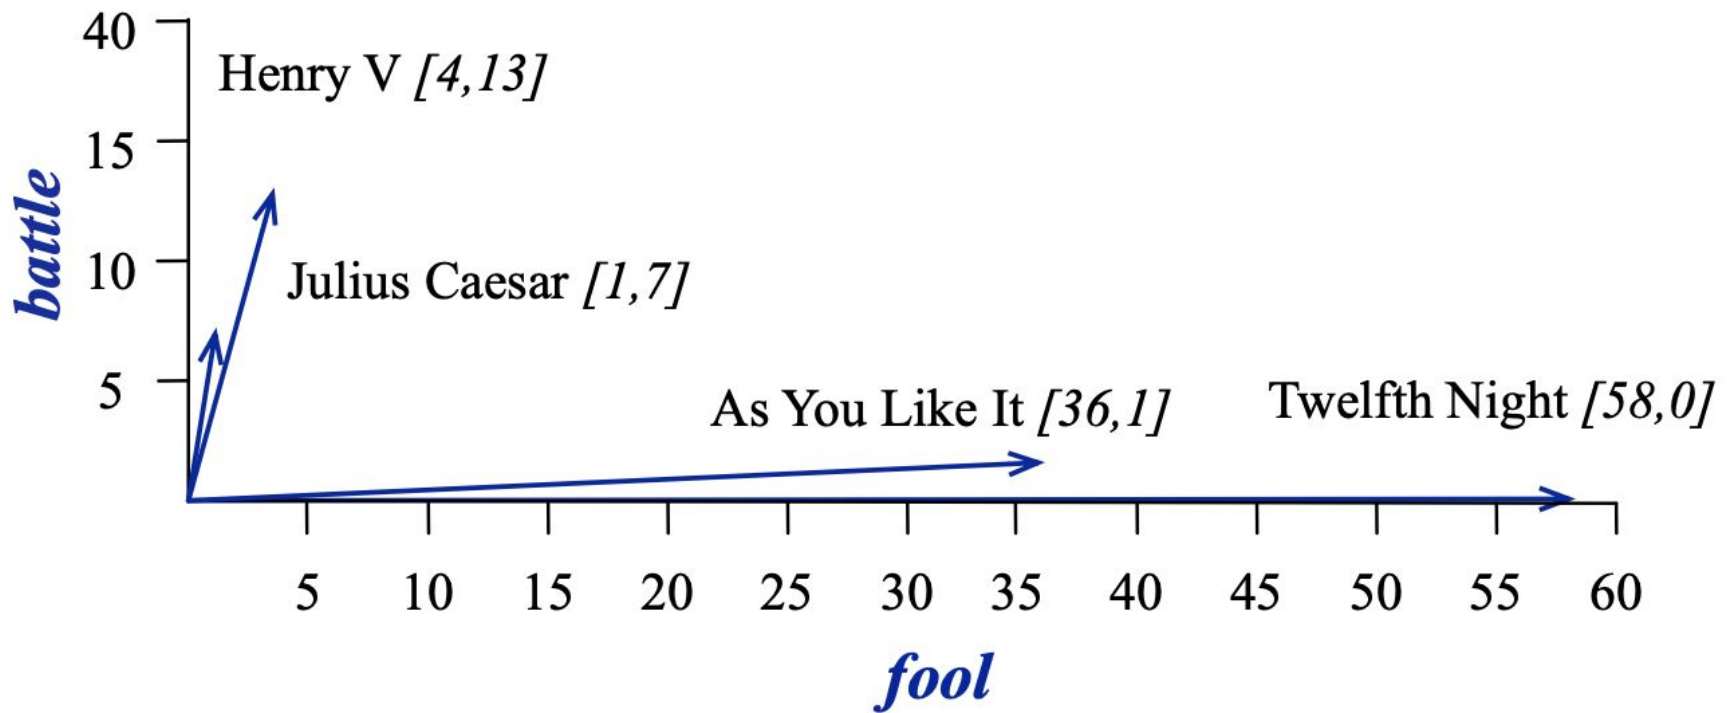 40
Henry V [4,13]
15
battle
10
Julius Caesar [1,7]
5
As You Like It [36,1]
Twelfth Night [58,0]
5 10 15 20 25 30 35 40 45 50 55 60
fool